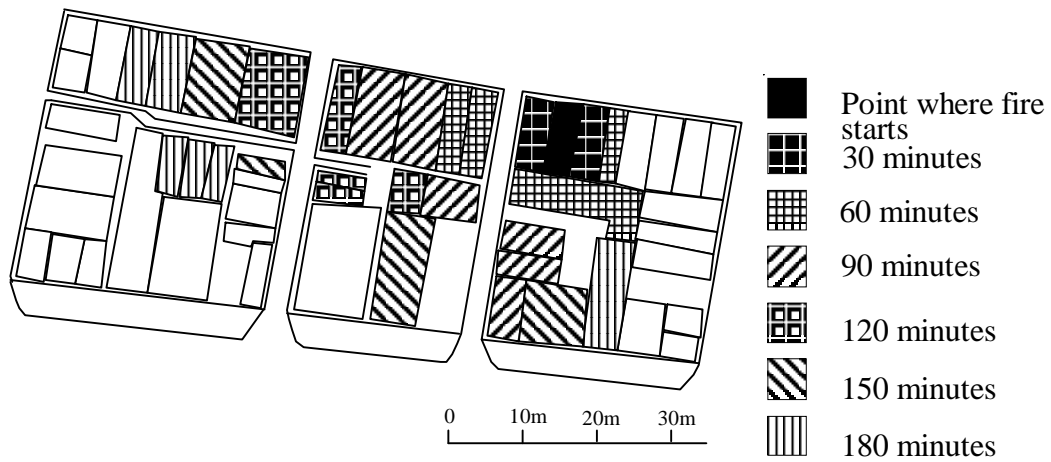 Point where fire
starts
30 minutes
60 minutes
90 minutes
120 minutes
150 minutes
180 minutes
0 10m 20m 30m